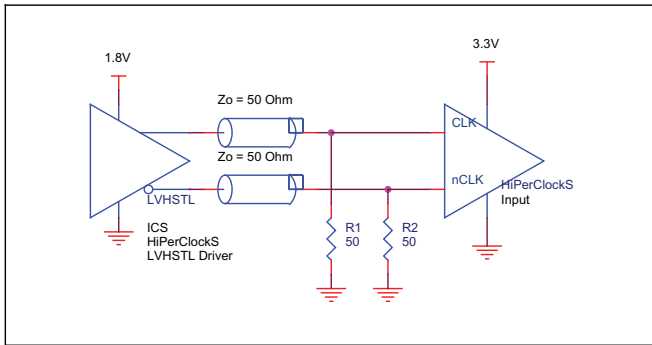 1.8V
3.3V
Zo = 50 Ohm
CLK
Zo = 50 Ohm
nCLK
LVHSTL
HiPerClockS
Input
ICS
HiPerClockS
LVHSTL Driver
R1
50
R2
50